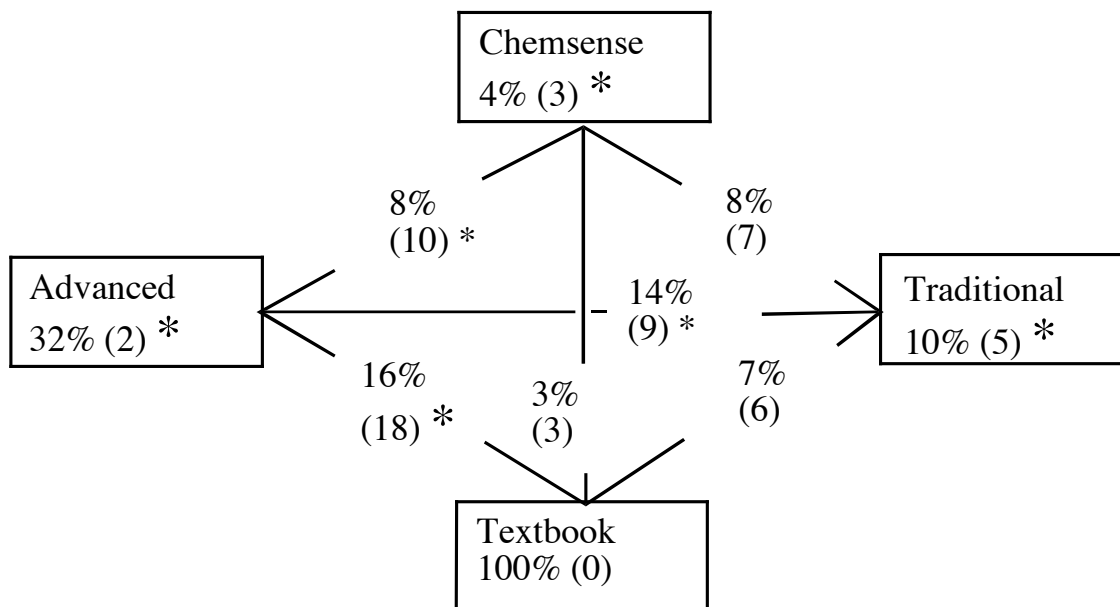 Chemsense
4% (3) *
8%
(10) *
8%
(7)
Advanced
32% (2) *
14%
(9) *
Traditional
10% (5) *
16%
(18) *
3%
(3)
7%
(6)
Textbook
100% (0)